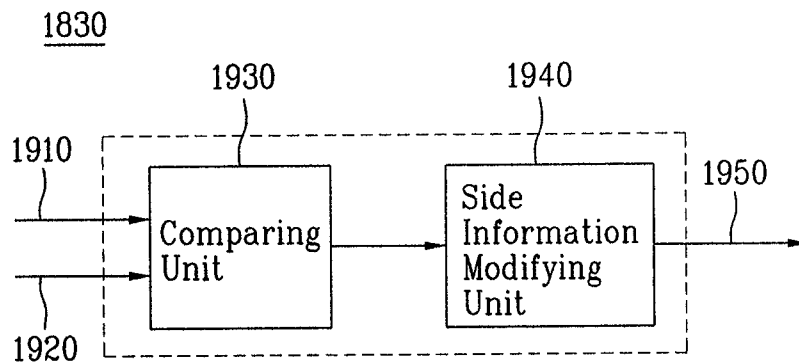 1830
1930
1940
1910
1950
Side
Information
Modifying
Unit
Comparing
Unit
1920